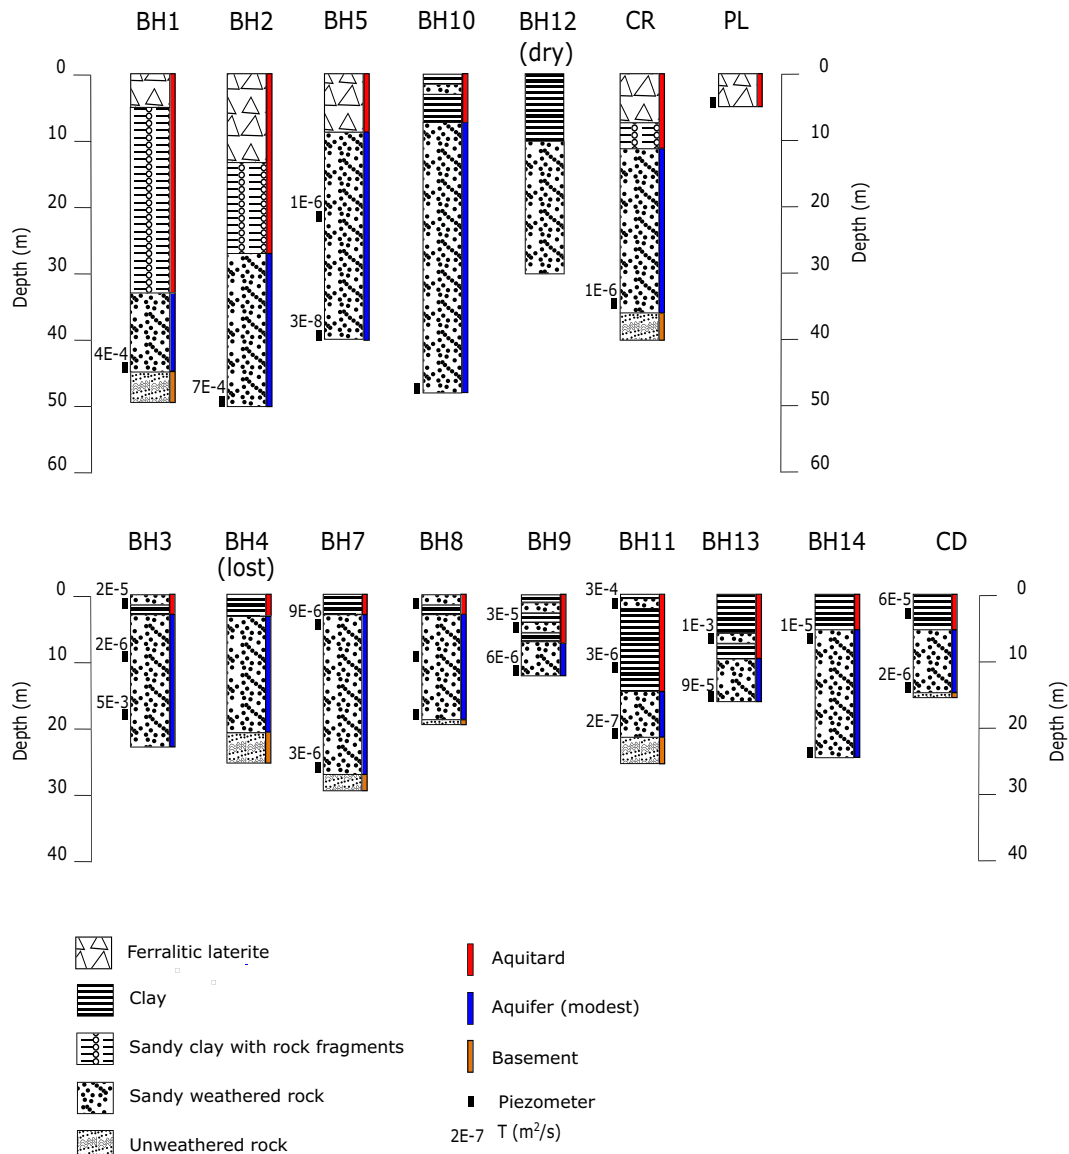 BH1 BH2 BH5 BH10 BH12 CR PL
(dry)
0 0
10 10
20 1E-6 20
30 30
1E-6
3E-8
40 40
4E-4
7E-4
50 50
60 60
Depth (m)
Depth (m)
BH3 BH4 BH7 BH8 BH9 BH11 BH13 BH14 CD
(lost)
0 2E-5 3E-4 0
9E-6 3E-5 1E-3 1E-5 6E-5
2E-6 6E-6 3E-6
10 10
5E-3 9E-5 2E-6
20 2E-7 20
3E-6
30 30
40 40
Depth (m)
Depth (m)
Ferralitic laterite
Clay
Sandy clay with rock fragments
Sandy weathered rock
Unweathered rock
Aquitard
Aquifer (modest)
Basement
Piezometer
2E-7 T (m²/s)